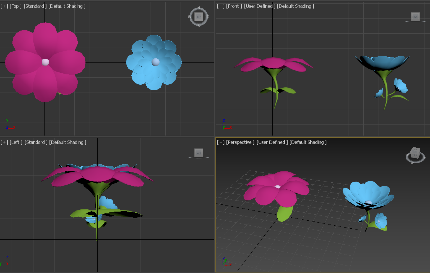 [+] [Top] [Standard] [Default Shading]
[-] [Front] [User Defined] [Default Shading]
[+] [Left] [Standard] [Default Shading]
[-] [Perspective] [User Defined] [Default Shading]